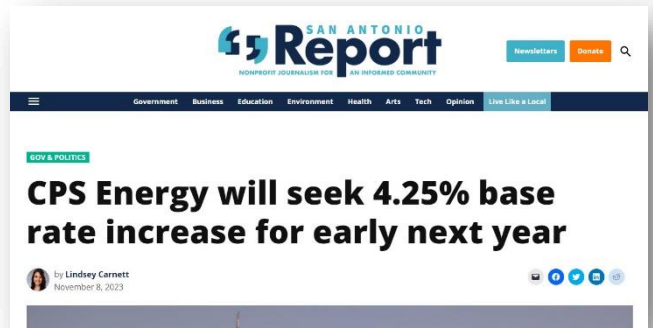 SAN ANTONIO
Report
NONPROFIT JOURNALISM FOR AN INFORMED COMMUNITY
Newsletters Donate
Government Business Education Environment Health Arts Tech Opinion Live Like a Local
GOV & POLITICS
CPS Energy will seek 4.25% base
rate increase for early next year
by Lindsey Carnett
November 8, 2023